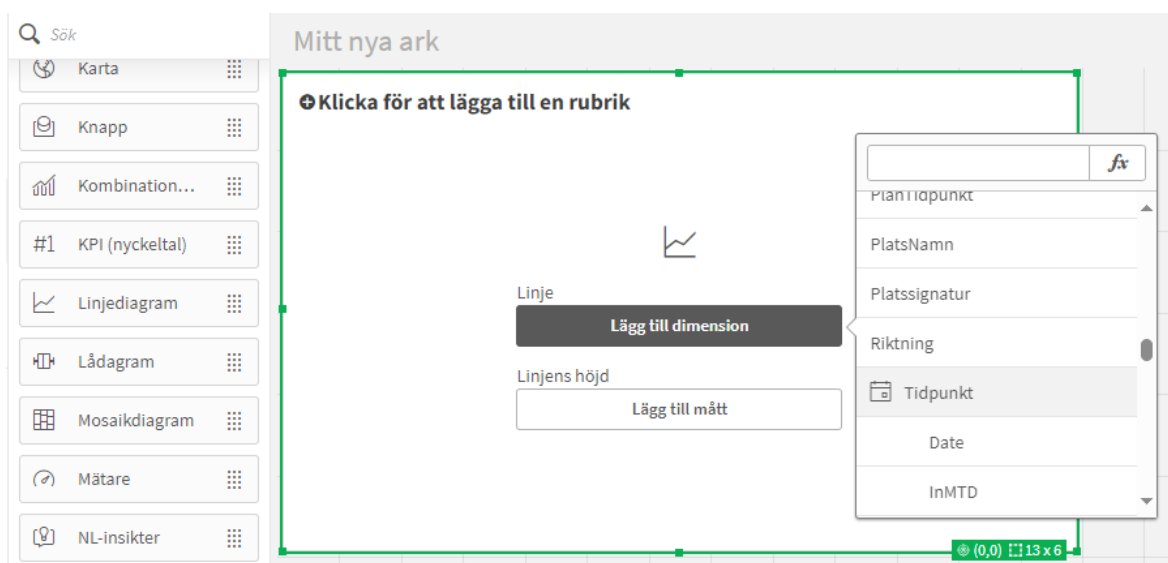 Sök
Karta
Knapp
Kombination...
#1 KPI (nyckeltal)
Linjediagram
Lådagram
Mosaikdiagram
Mätare
NL-insikter
Mitt nya ark
Klicka för att lägga till en rubrik
Linje
Lägg till dimension
Linjens höjd
Lägg till mått
fx
PlanTidpunkt
PlatsNamn
Platssignatur
Riktning
Tidpunkt
Date
InMTD
(0,0) 13 x 6